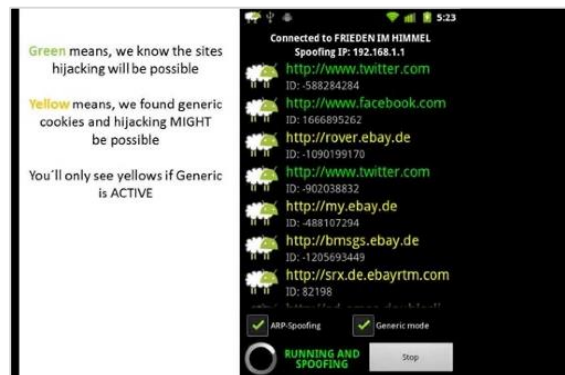 Green means, we know the sites
hijacking will be possible
Yellow means, we found generic
cookies and hijacking MIGHT
be possible
You´ll only see yellows if Generic
is ACTIVE
5:23
Connected to FRIEDEN IM HIMMEL
Spoofing IP: 192.168.1.1
http://www.twitter.com
ID: -588284284
http://www.facebook.com
ID: 1666895262
http://rover.ebay.de
ID: -1090199170
http://www.twitter.com
ID: -902038832
http://my.ebay.de
ID: -488107294
http://bmsgs.ebay.de
ID: -1205693449
http://srx.de.ebayrtm.com
ID: 82198
ARP-Spoofing
Generic mode
RUNNING AND
SPOOFING
Stop